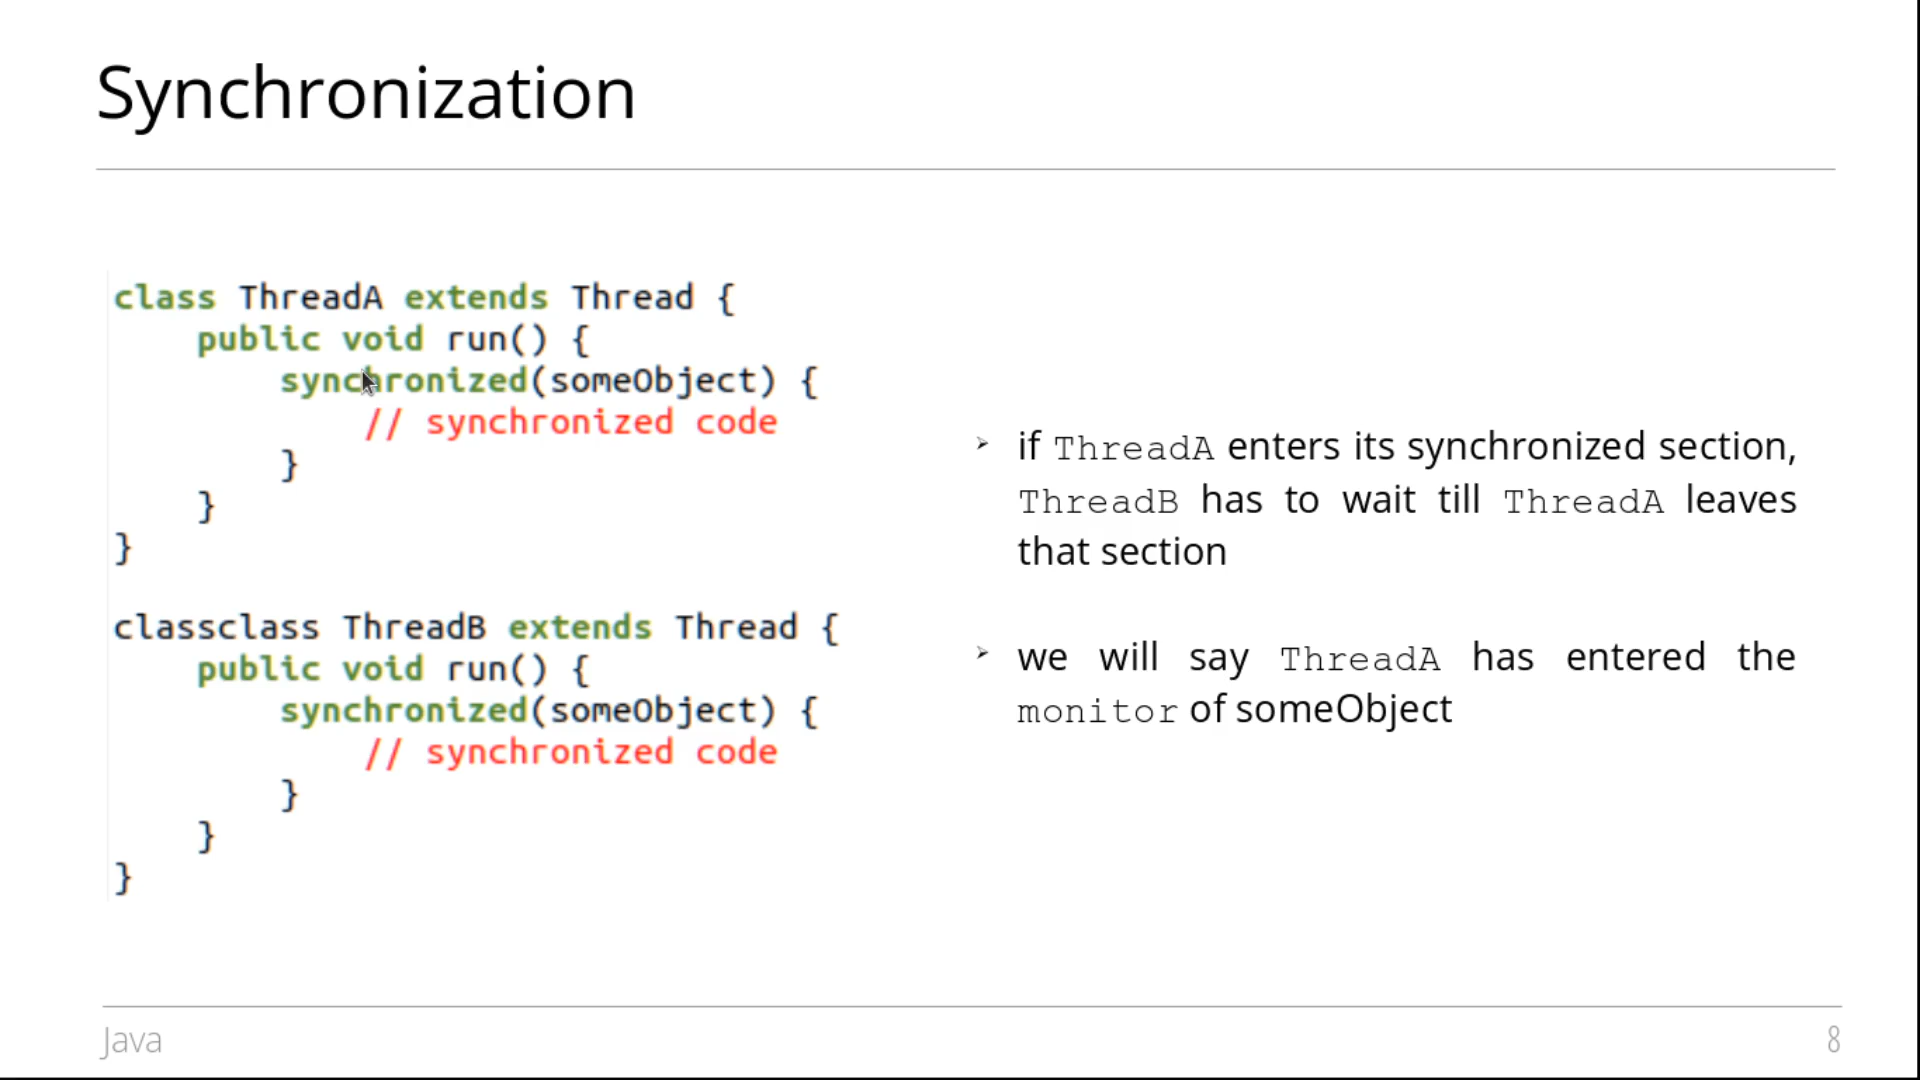 Synchronization
class ThreadA extends Thread {
public void run() {
synchronized(someObject) {
// synchronized code
}
}
}
classclass ThreadB extends Thread {
public void run() {
synchronized(someObject) {
// synchronized code
}
}
}
➢ if ThreadA enters its synchronized section,
ThreadB has to wait till ThreadA leaves
that section
➢ we will say ThreadA has entered the
monitor of someObject
Java
8